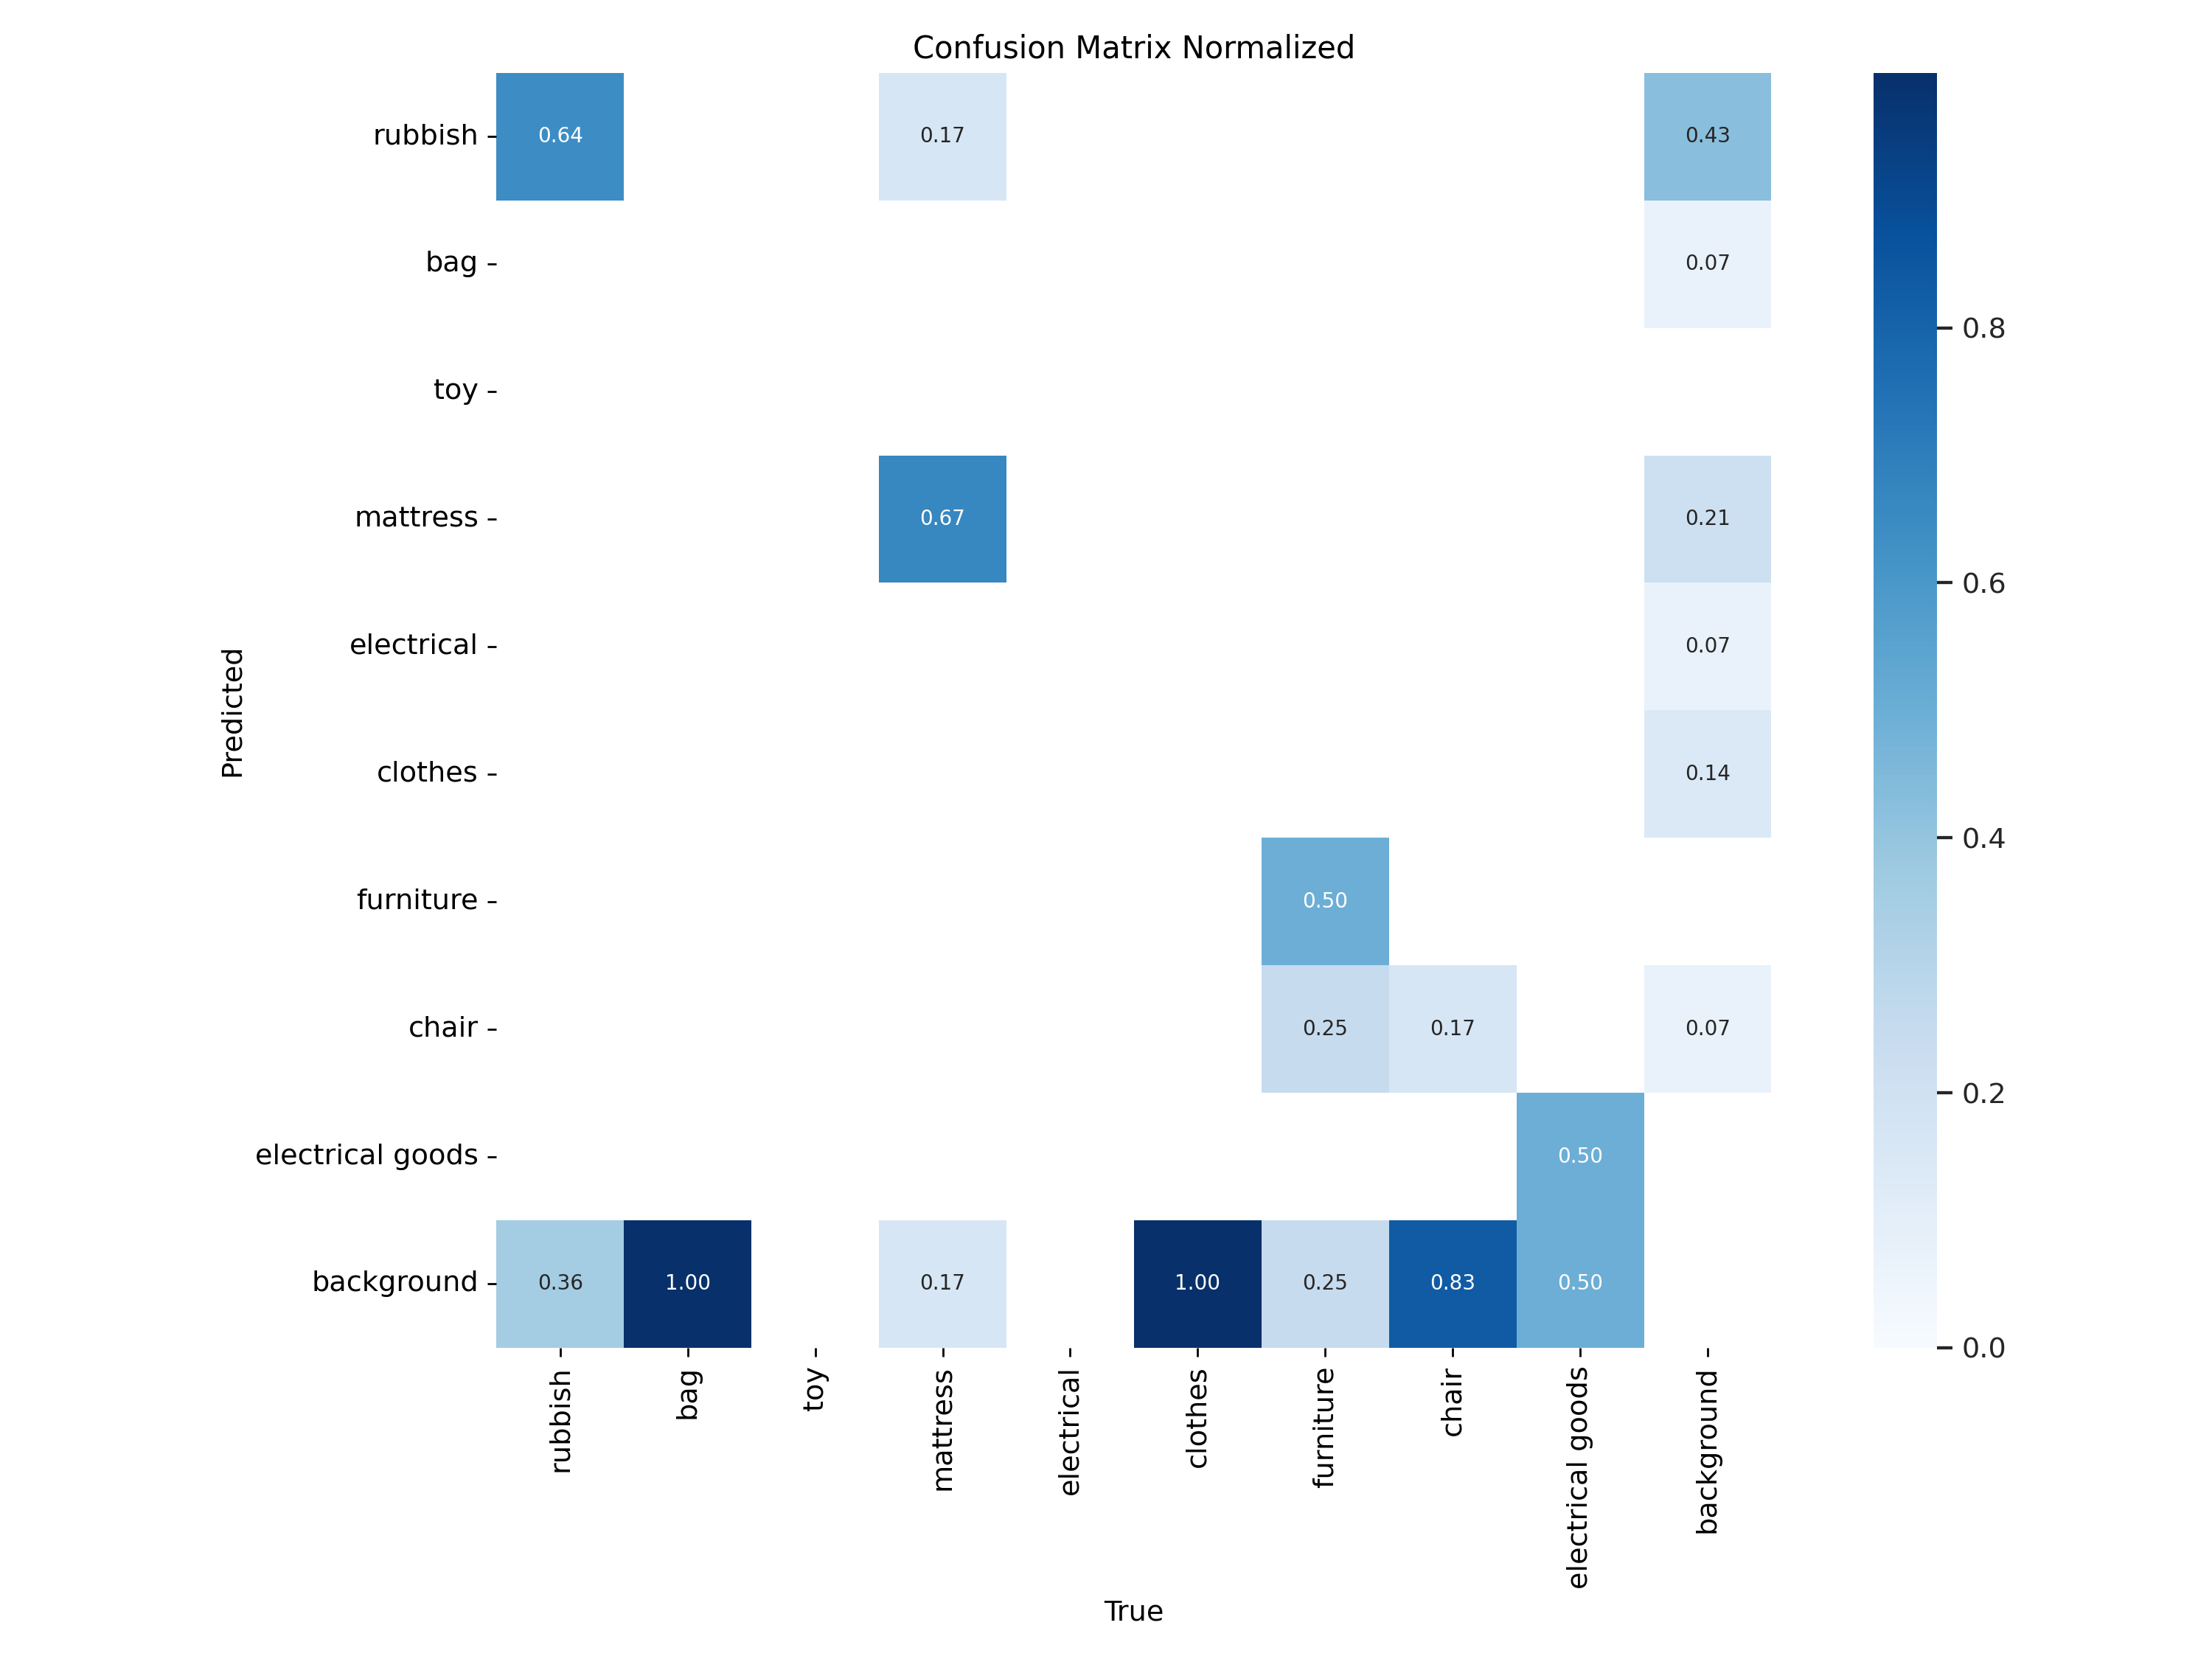 Confusion Matrix Normalized
rubbish 0.64 0.17 0.43
bag 0.07
toy
mattress 0.67 0.21
electrical 0.07
clothes 0.14
furniture 0.50
chair 0.25 0.17 0.07
electrical goods 0.50
background 0.36 1.00 0.17 1.00 0.25 0.83 0.50
Predicted
rubbish
bag
toy
mattress
electrical
clothes
furniture
chair
electrical goods
background
True
0.8
0.6
0.4
0.2
0.0